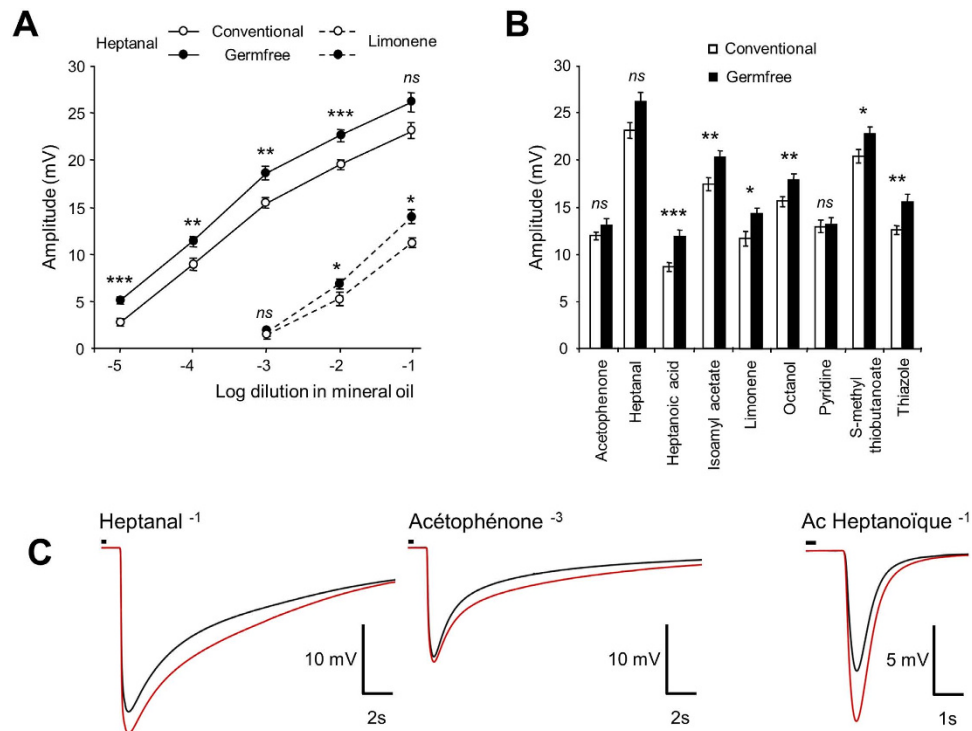 A
Heptanal
Conventional
Germfree
Limonene
Amplitude (mV)
30
25
20
15
10
5
0
***
**
**
***
ns
ns
*
*
-5
-4
-3
-2
-1
Log dilution in mineral oil
B
Conventional
Germfree
Amplitude (mV)
30
25
20
15
10
5
0
ns
ns
***
**
*
**
ns
*
**
Acetophenone
Heptanal
Heptanoic acid
Isoamyl acetate
Limonene
Octanol
Pyridine
S-methyl
thiobutanoate
Thiazole
C
Heptanal -1
10 mV
2s
Acétophénone -3
10 mV
2s
Ac Heptanoïque -1
5 mV
1s